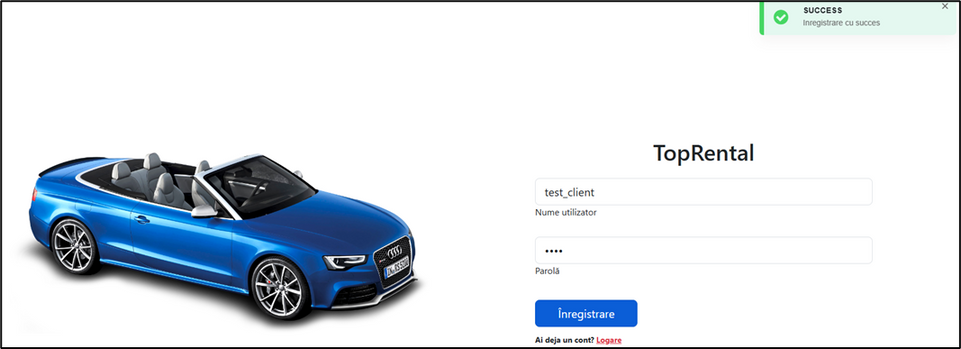 SUCCESS
Inregistrare cu succes
TopRental
test_client
Nume utilizator
••••
Parolă
Înregistrare
Ai deja un cont? Logare